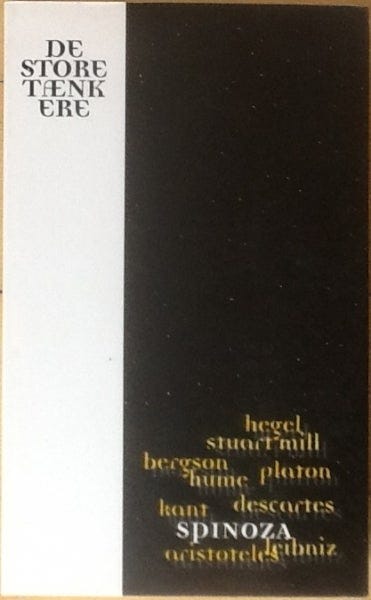 DE
STORE
TÆNK
ERE
hegel
stuart mill
bergson platon
hume
kant descartes
SPINOZA
leibniz
aristoteles